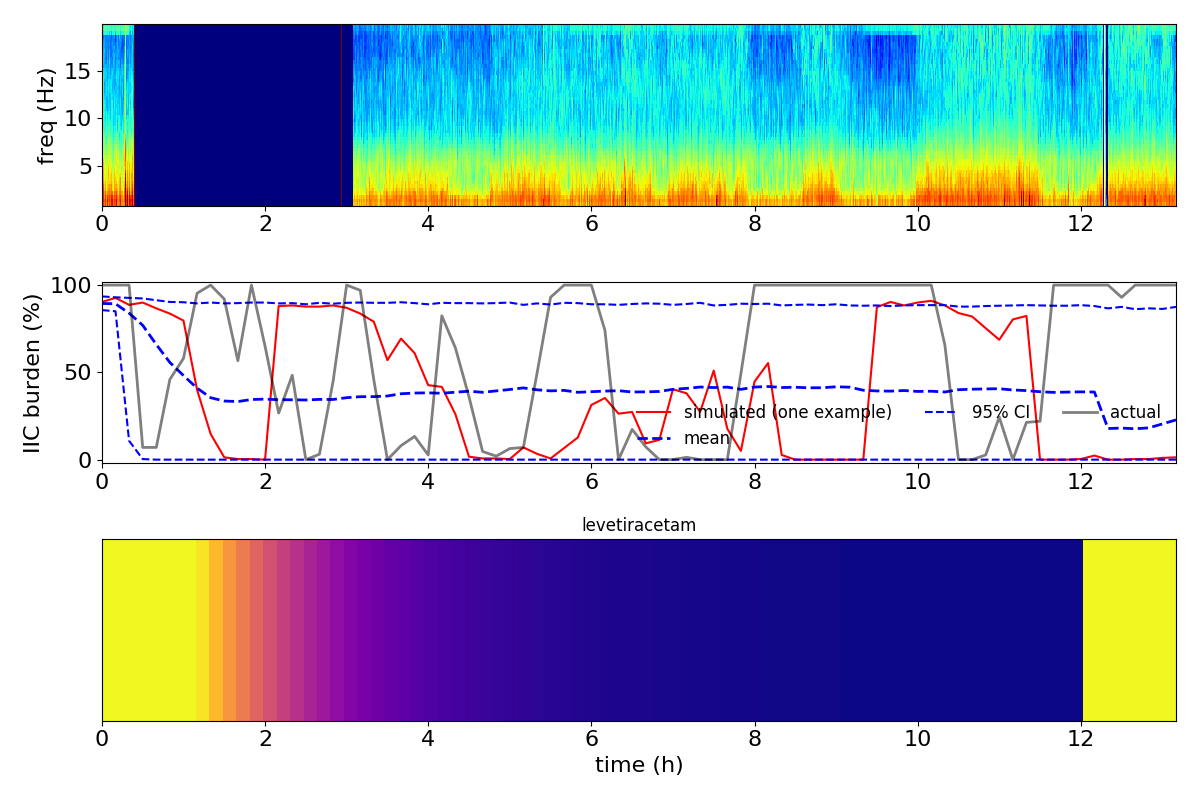 freq (Hz)
15
10
5
0 2 4 6 8 10 12
IIC burden (%)
100
50
0
simulated (one example) 95% CI actual
mean
0 2 4 6 8 10 12
levetiracetam
0 2 4 6 8 10 12
time (h)